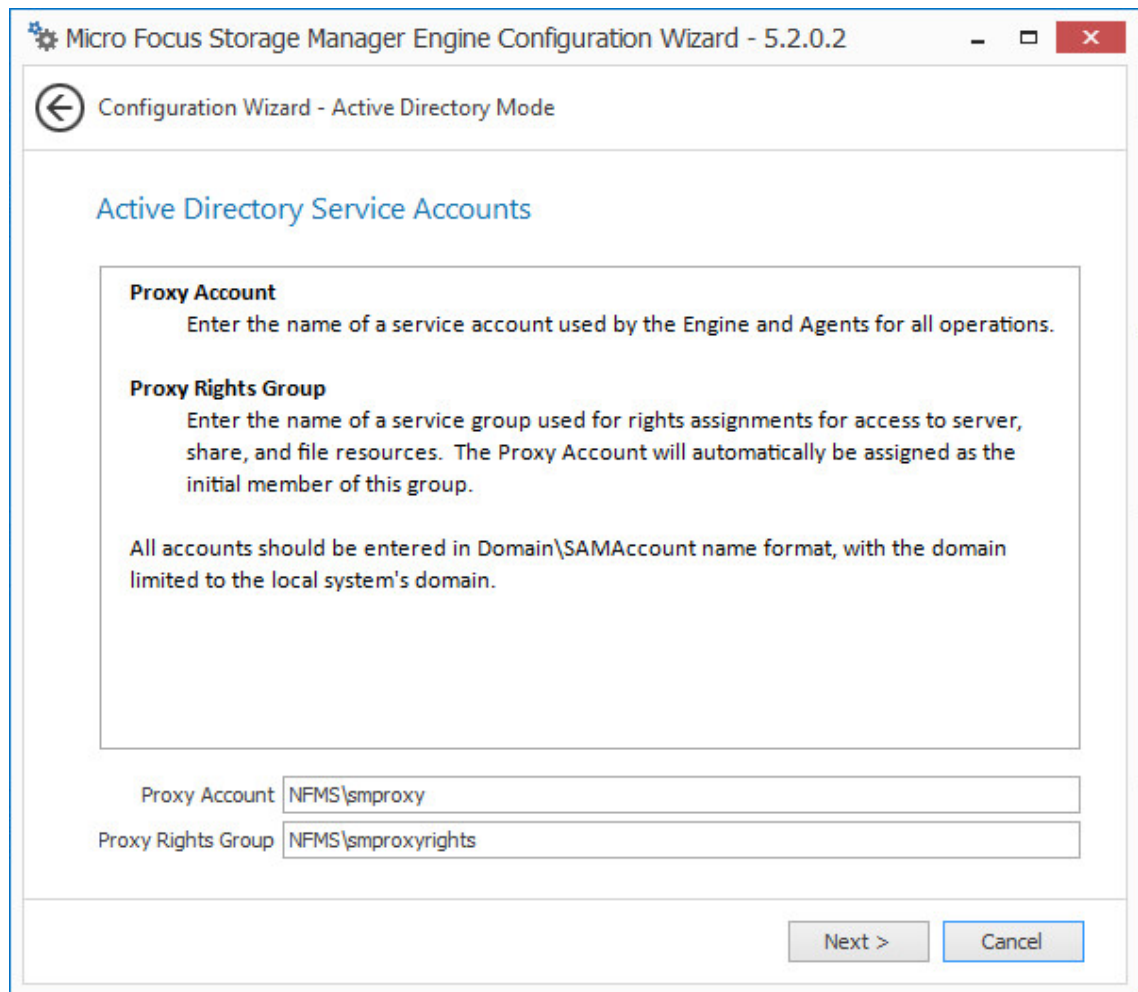 Micro Focus Storage Manager Engine Configuration Wizard - 5.2.0.2
Configuration Wizard - Active Directory Mode
Active Directory Service Accounts
Proxy Account
Enter the name of a service account used by the Engine and Agents for all operations.
Proxy Rights Group
Enter the name of a service group used for rights assignments for access to server,
share, and file resources.  The Proxy Account will automatically be assigned as the
initial member of this group.
All accounts should be entered in Domain\SAMAccount name format, with the domain
limited to the local system's domain.
Proxy Account NFMS\smproxy
Proxy Rights Group NFMS\smproxyrights
Next > Cancel